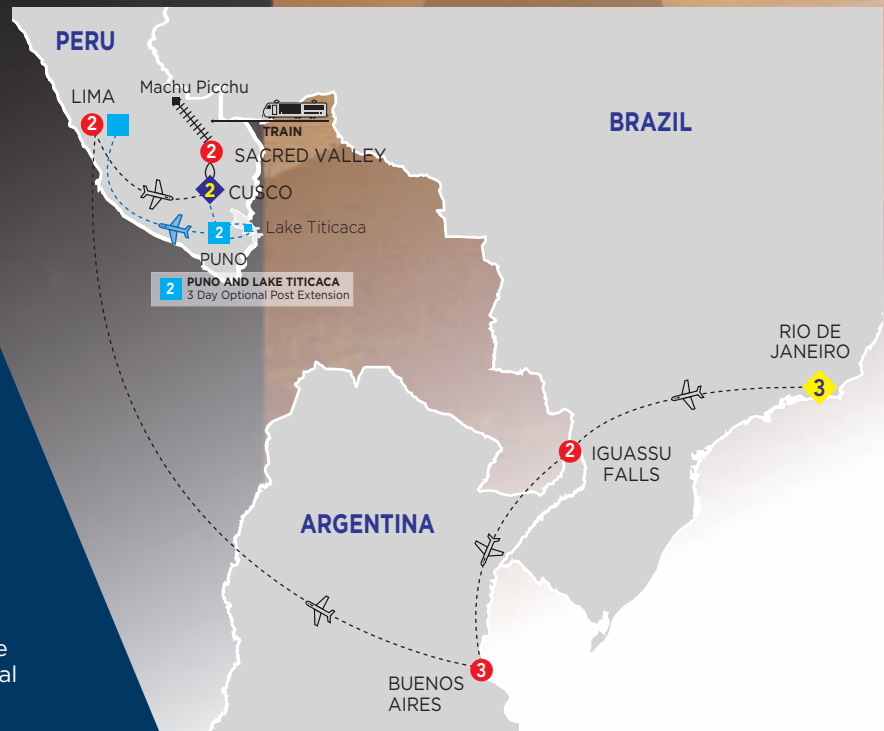 PERU
Machu Picchu
LIMA
2
TRAIN
BRAZIL
2
SACRED VALLEY
2
CUSCO
2
Lake Titicaca
PUNO
2
PUNO AND LAKE TITICACA
3 Day Optional Post Extension
RIO DE
JANEIRO
3
2
IGUASSU
FALLS
ARGENTINA
e
al
BUENOS
AIRES
3